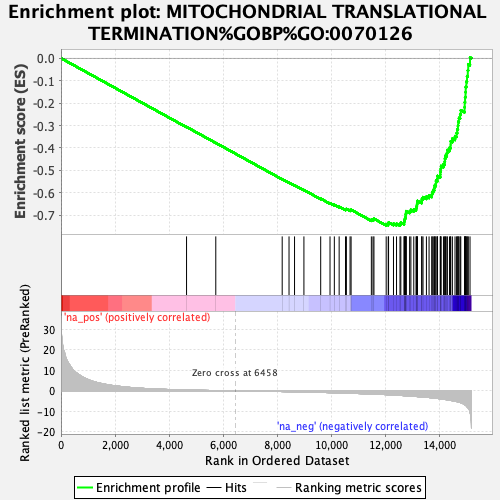 Enrichment plot: MITOCHONDRIAL TRANSLATIONAL
TERMINATION%GOBP%GO:0070126
Enrichment score (ES)
0.0
-0.1
-0.2
-0.3
-0.4
-0.5
-0.6
-0.7
'na_pos' (positively correlated)
Ranked list metric (PreRanked)
30
20
10
0
-10
-20
Zero cross at 6458
'na_neg' (negatively correlated)
0
2,000
4,000
6,000
8,000
10,000
12,000
14,000
Rank in Ordered Dataset
Enrichment profile
Hits
Ranking metric scores